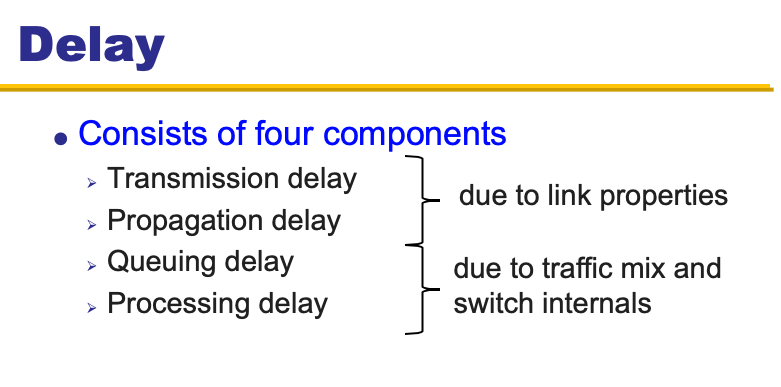 Delay
Consists of four components
Transmission delay
Propagation delay
due to link properties
Queuing delay
Processing delay
due to traffic mix and
switch internals